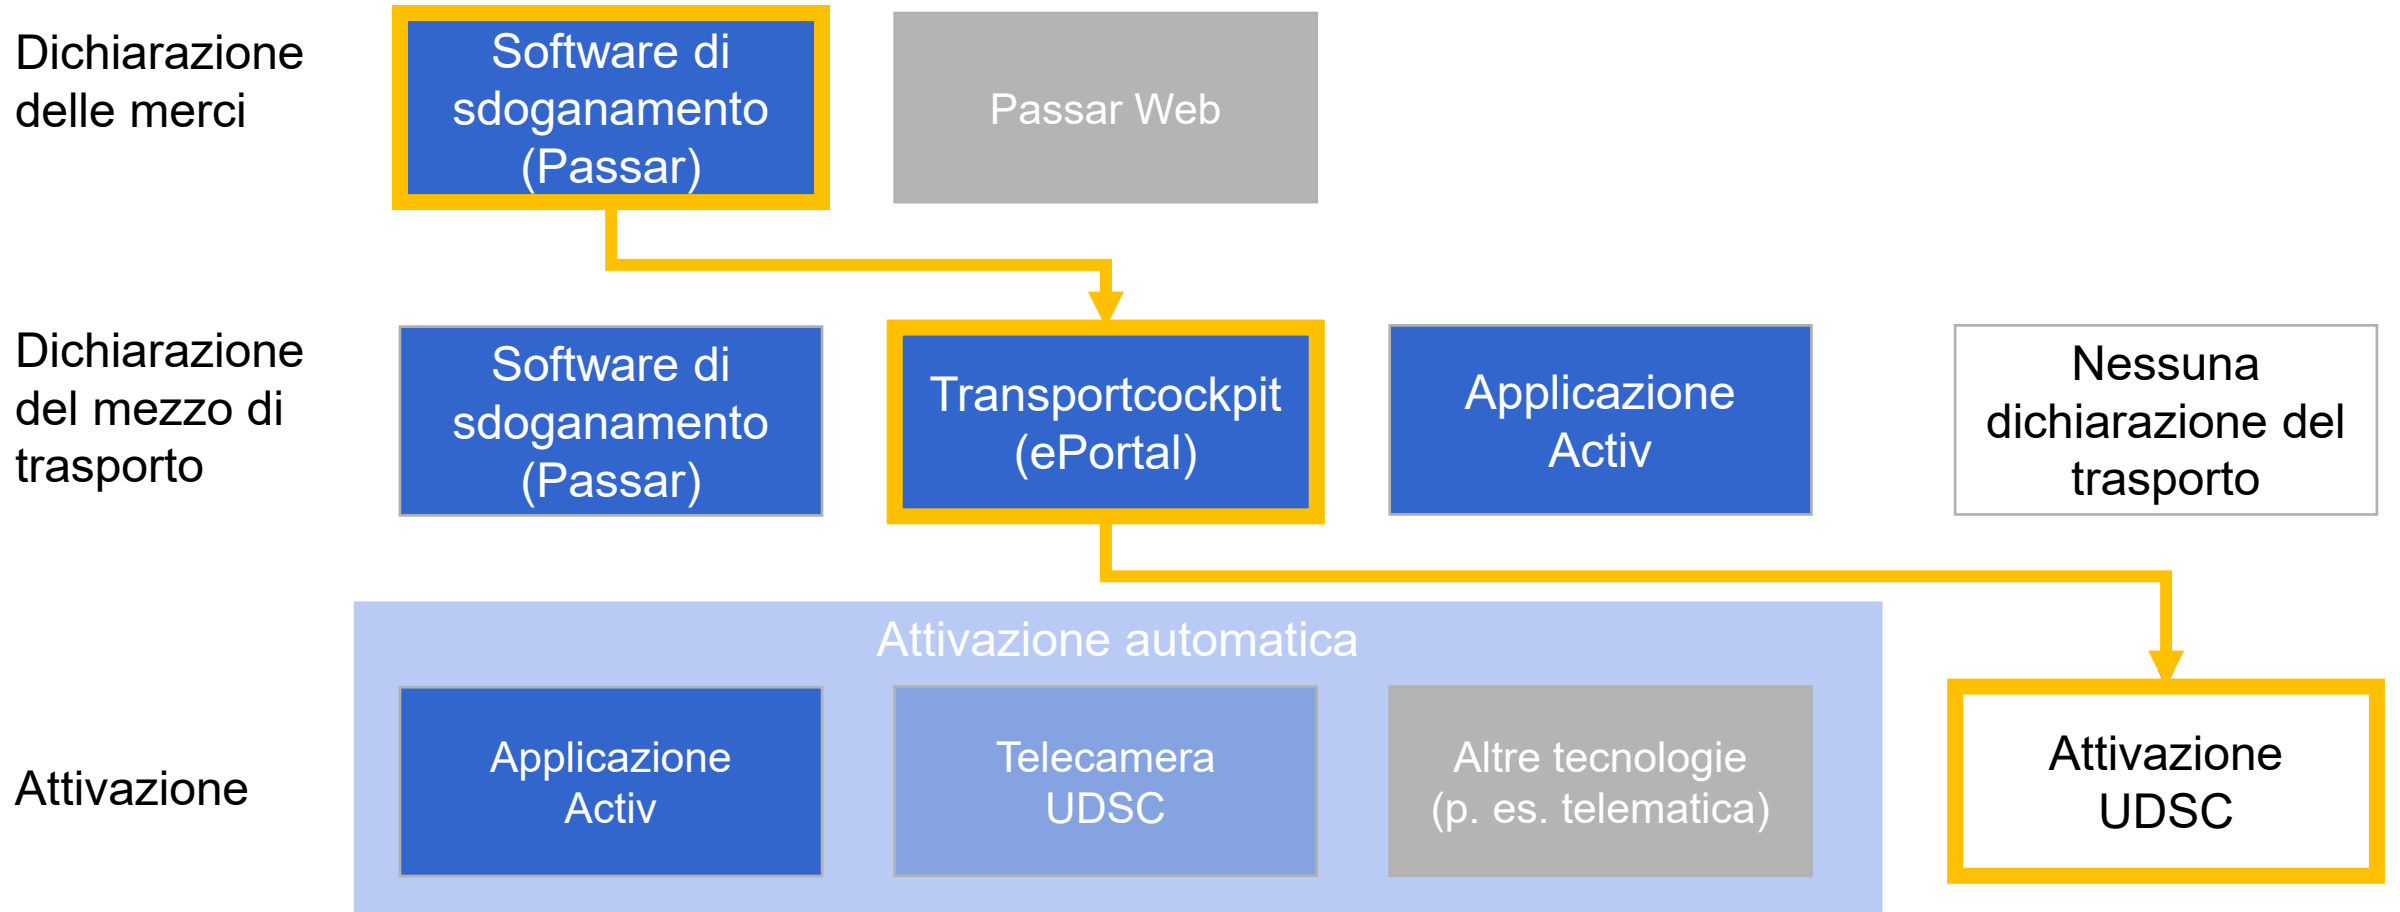 Dichiarazione
delle merci
Software di
sdoganamento
(Passar)
Passar Web
Dichiarazione
del mezzo di
trasporto
Software di
sdoganamento
(Passar)
Transportcockpit
(ePortal)
Applicazione
Activ
Nessuna
dichiarazione del
trasporto
Attivazione automatica
Attivazione
Applicazione
Activ
Telecamera
UDSC
Altre tecnologie
(p. es. telematica)
Attivazione
UDSC